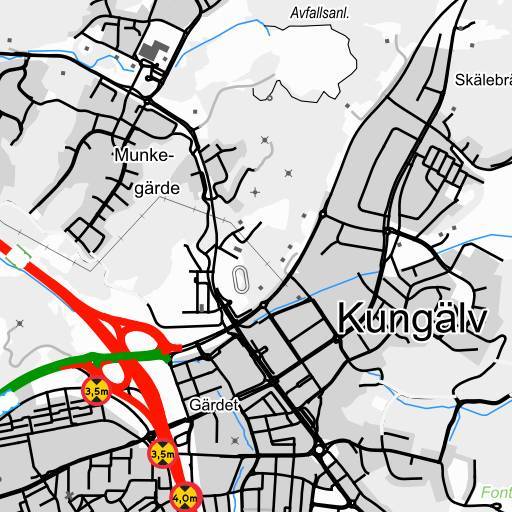 Avfallsanl.
Skälebrä
Munke-
gärde
Kungälv
3,5m
Gärdet
3,5m
4,0m
Font